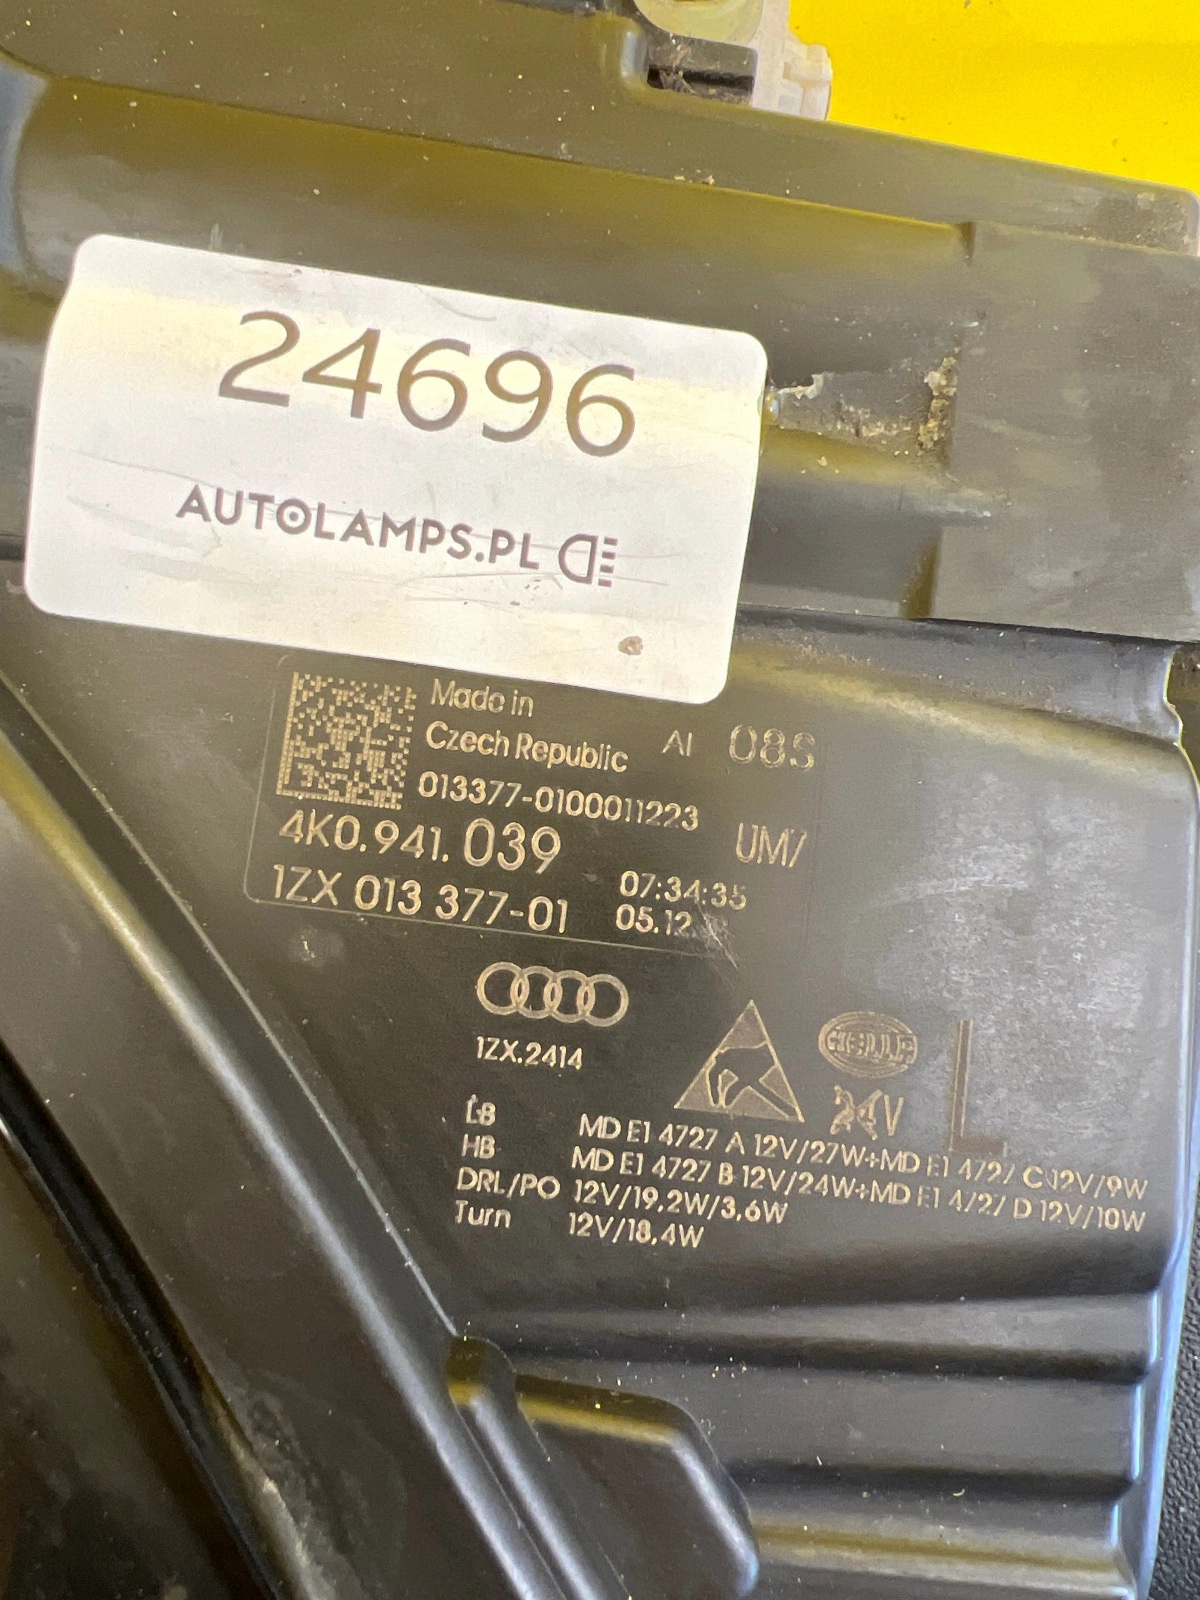 24696
AUTOLAMPS.PL
Made in
Czech Republic AI 08S
013377-0100011223
4K0.941.039 UM/
1ZX 013 377-01 07:34:35
05.12
1ZX.2414
HELLA
24V
L
LB MD E1 4727 A 12V/27W+MD E1 4727 C 12V/9W
HB MD E1 4727 B 12V/24W+MD E1 4727 D 12V/10W
DRL/PO 12V/19,2W/3,6W
Turn 12V/18,4W